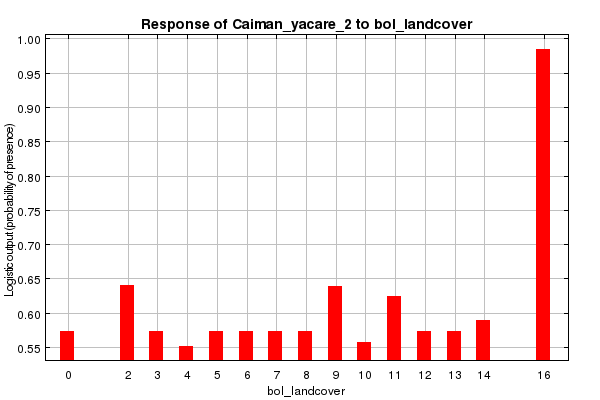 Response of Caiman_yacare_2 to bol_landcover
Logistic output (probability of presence)
1.00
0.95
0.90
0.85
0.80
0.75
0.70
0.65
0.60
0.55
0 2 3 4 5 6 7 8 9 10 11 12 13 14 16
bol_landcover